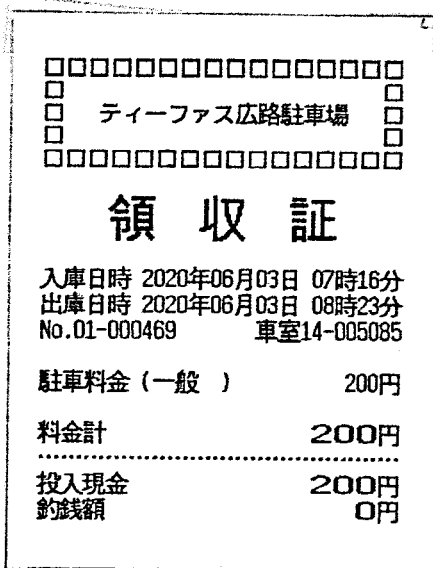 ティーファス広路駐車場
領収証
入庫日時 2020年06月03日 07時16分
出庫日時 2020年06月03日 08時23分
No.01-000469 車室14-005085
駐車料金(一般 ) 200円
料金計 200円
投入現金 200円
釣銭額 0円